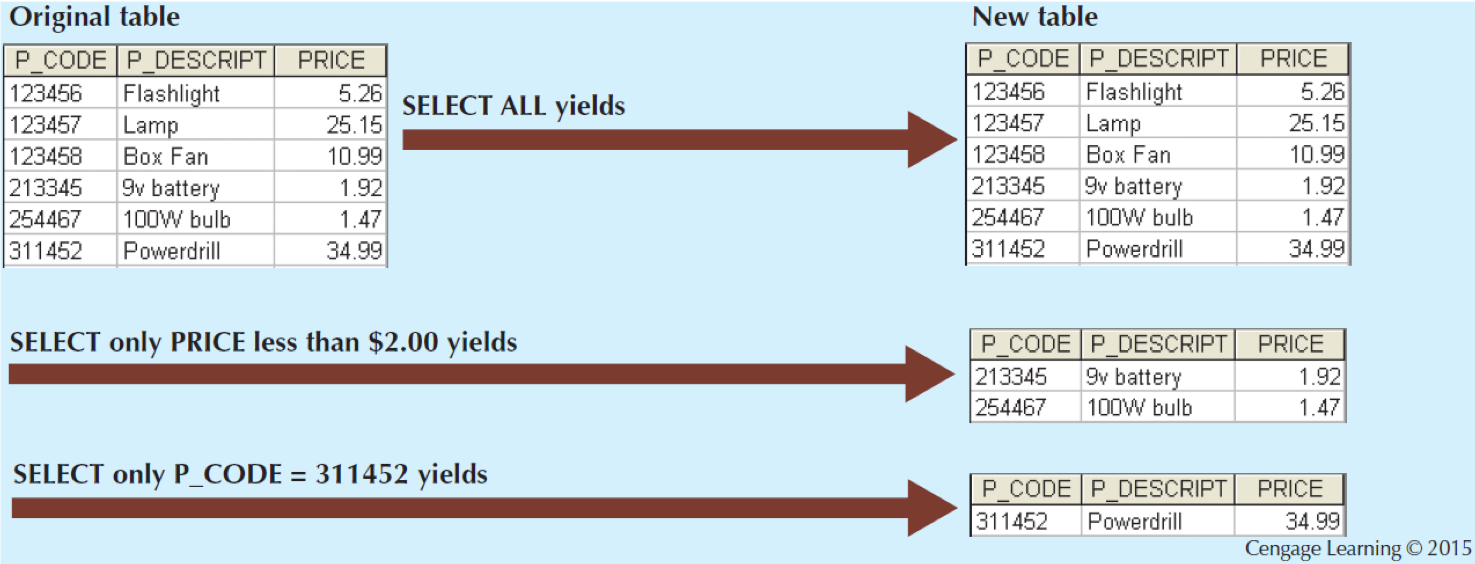 Original table
P_CODE P_DESCRIPT PRICE
123456 Flashlight 5.26
123457 Lamp 25.15
123458 Box Fan 10.99
213345 9v battery 1.92
254467 100W bulb 1.47
311452 Powerdrill 34.99
SELECT ALL yields
New table
P_CODE P_DESCRIPT PRICE
123456 Flashlight 5.26
123457 Lamp 25.15
123458 Box Fan 10.99
213345 9v battery 1.92
254467 100W bulb 1.47
311452 Powerdrill 34.99
SELECT only PRICE less than $2.00 yields
P_CODE P_DESCRIPT PRICE
213345 9v battery 1.92
254467 100W bulb 1.47
SELECT only P_CODE = 311452 yields
P_CODE P_DESCRIPT PRICE
311452 Powerdrill 34.99
Cengage Learning © 2015